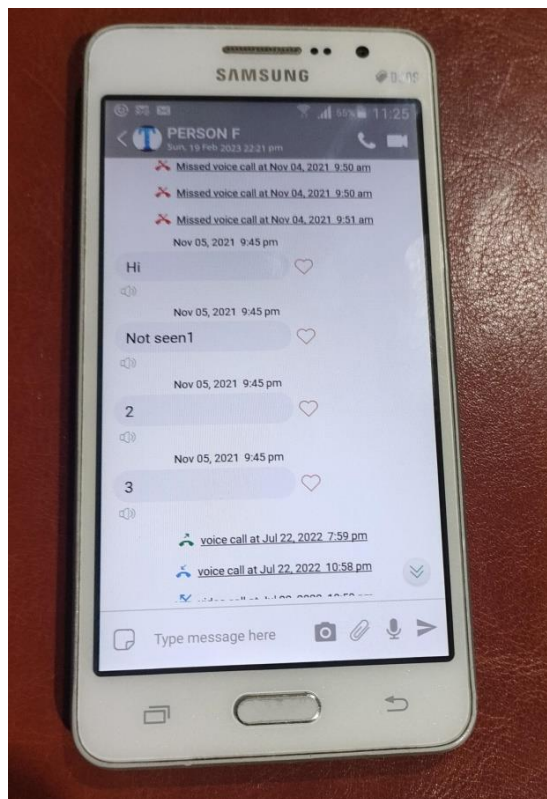 SAMSUNG
DUOS
55% 11:25
T PERSON F
Sun, 19 Feb 2023 22:21 pm
Missed voice call at Nov 04, 2021 9:50 am
Missed voice call at Nov 04, 2021 9:50 am
Missed voice call at Nov 04, 2021 9:51 am
Nov 05, 2021 9:45 pm
Hi
Nov 05, 2021 9:45 pm
Not seen1
Nov 05, 2021 9:45 pm
2
Nov 05, 2021 9:45 pm
3
voice call at Jul 22, 2022 7:59 pm
voice call at Jul 22, 2022 10:58 pm
Type message here